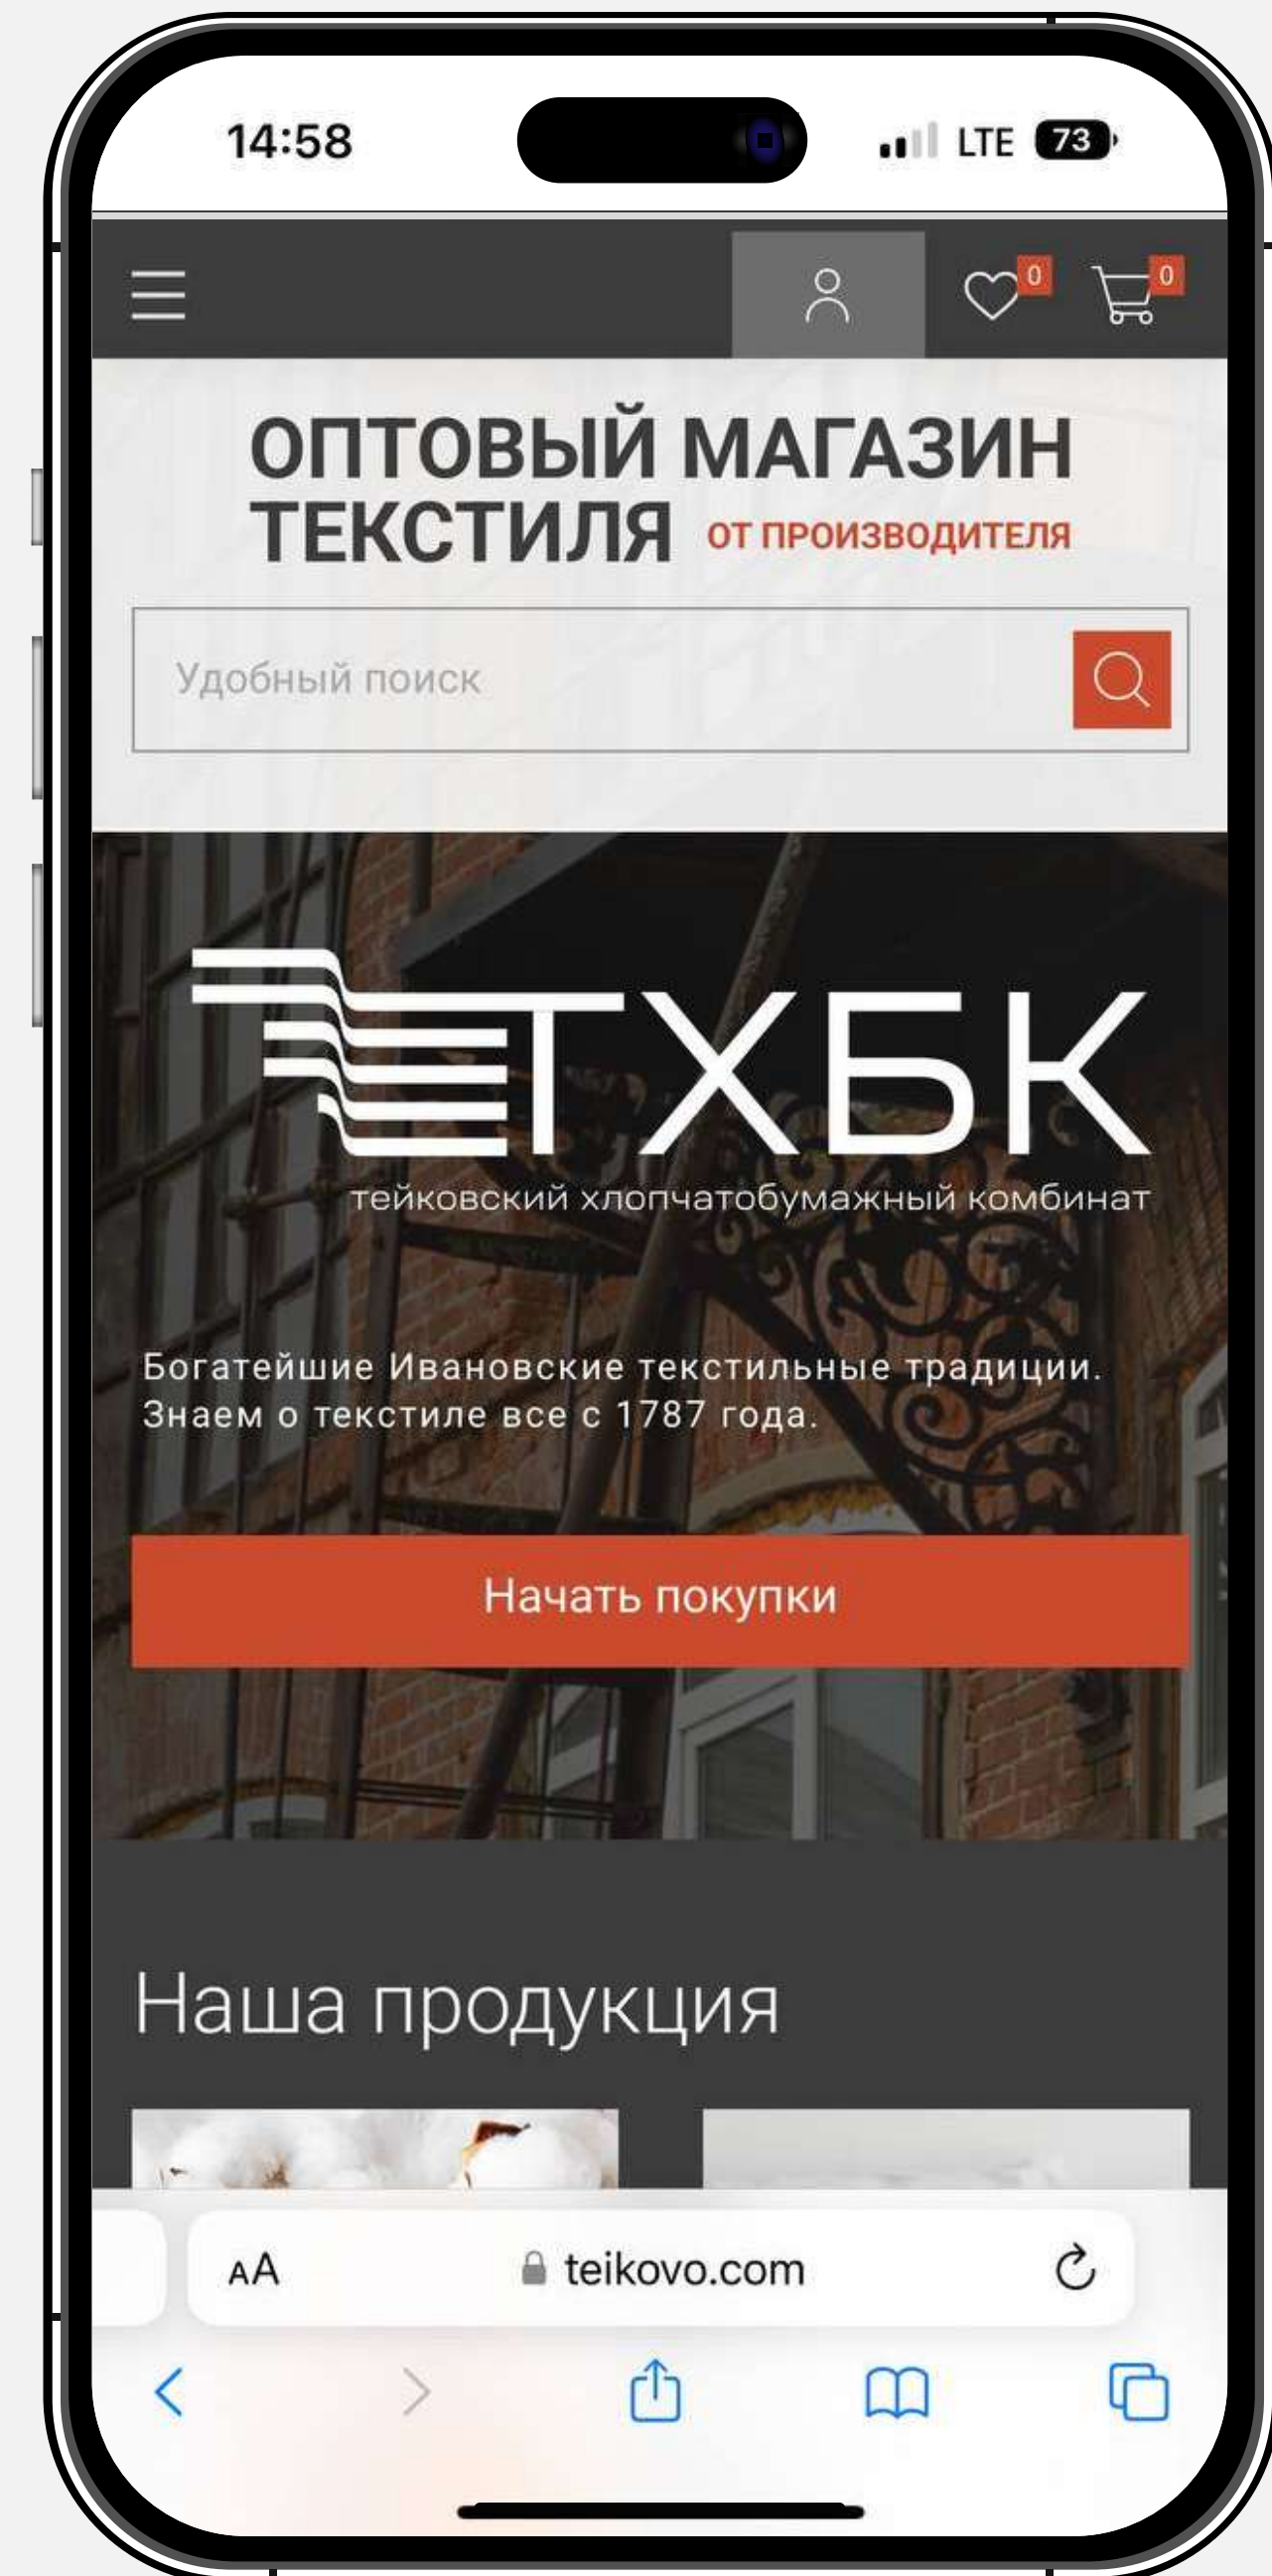 14:58
LTE 73
0 0
ОПТОВЫЙ МАГАЗИН
ТЕКСТИЛЯ ОТ ПРОИЗВОДИТЕЛЯ
Удобный поиск
ТХБК
тейковский хлопчатобумажный комбинат
Богатейшие Ивановские текстильные традиции.
Знаем о текстиле все с 1787 года.
Начать покупки
Наша продукция
AA teikovo.com